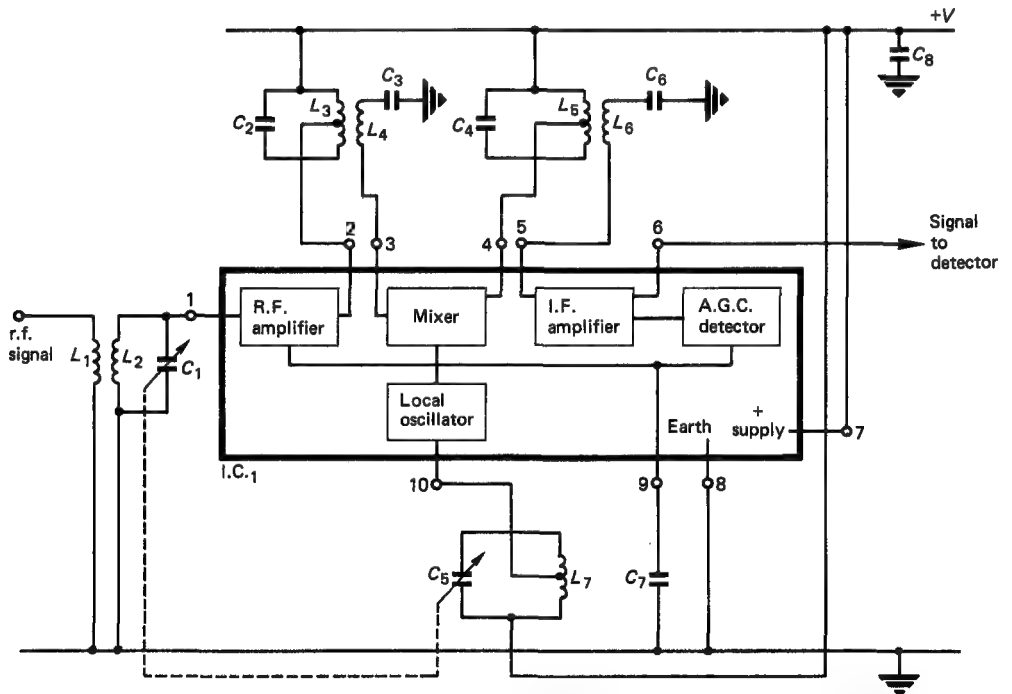 +V
C8
C3
C6
L3
L5
C2
L4
C4
L6
2
3
4
5
6
Signal
to
detector
1
R.F.
amplifier
Mixer
I.F.
amplifier
A.G.C.
detector
r.f.
signal
L1
L2
C1
Local
oscillator
Earth
+
supply
7
I.C.1
10
9
8
C5
L7
C7